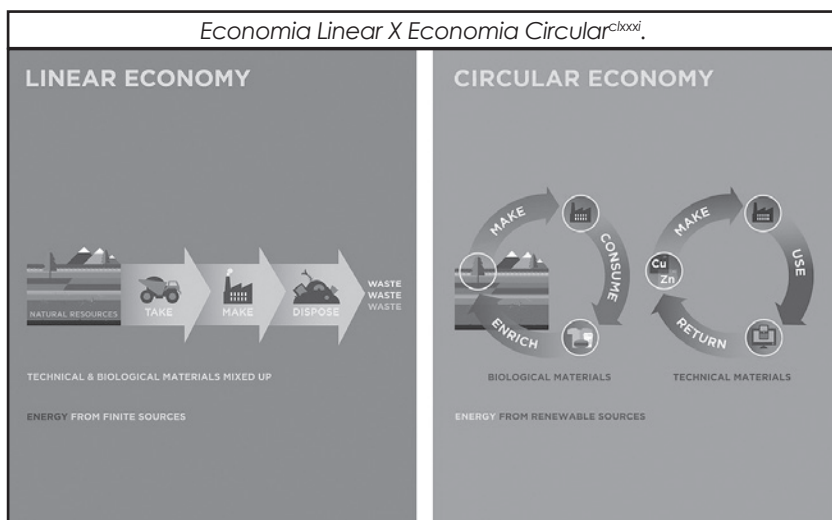 Economia Linear X Economia Circular^clxxxi.
LINEAR ECONOMY
NATURAL RESOURCES
TAKE
MAKE
DISPOSE
WASTE
WASTE
WASTE
TECHNICAL & BIOLOGICAL MATERIALS MIXED UP
ENERGY FROM FINITE SOURCES
CIRCULAR ECONOMY
MAKE
CONSUME
ENRICH
BIOLOGICAL MATERIALS
MAKE
USE
RETURN
Cu
Zn
TECHNICAL MATERIALS
ENERGY FROM RENEWABLE SOURCES